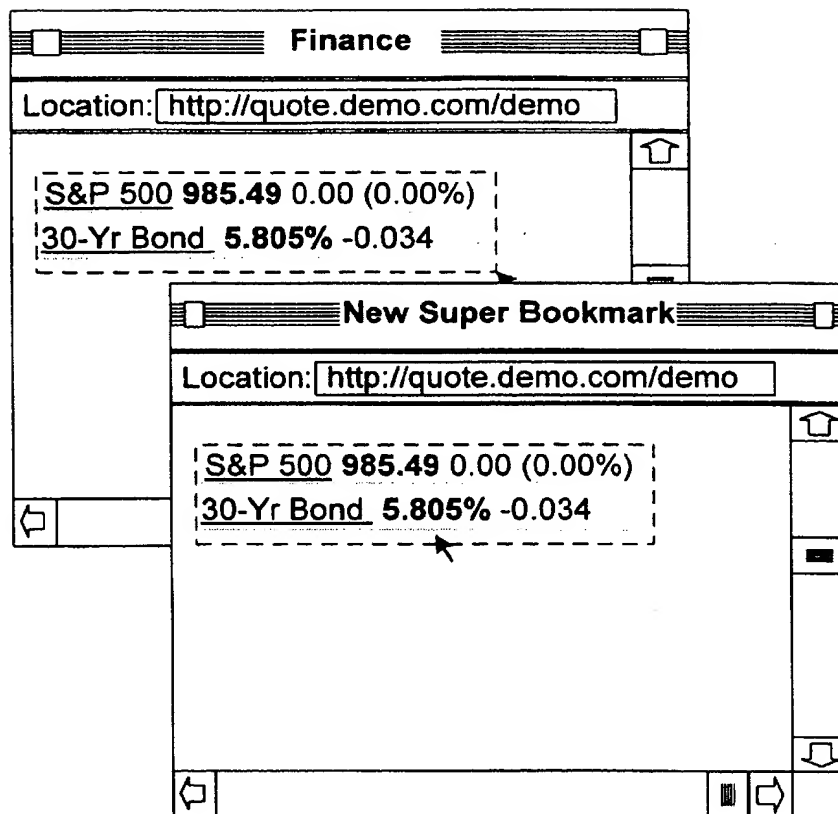 Finance
Location: http://quote.demo.com/demo
S&P 500 985.49 0.00 (0.00%)
30-Yr Bond 5.805% -0.034
New Super Bookmark
Location: http://quote.demo.com/demo
S&P 500 985.49 0.00 (0.00%)
30-Yr Bond 5.805% -0.034